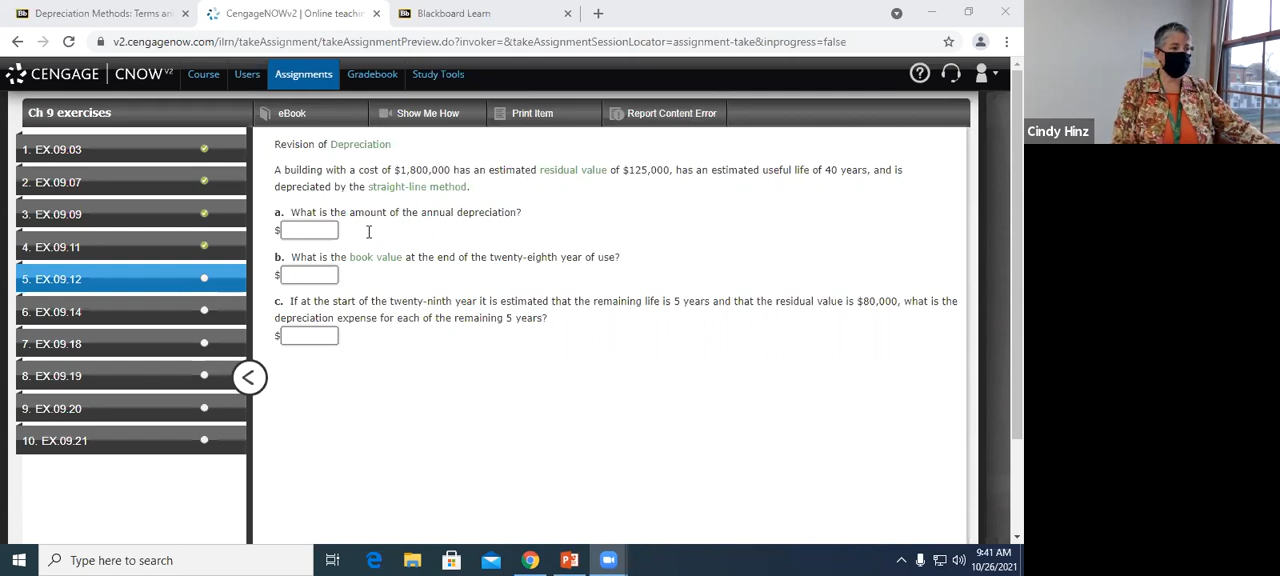 Depreciation Methods: Terms an
CengageNOWv2 | Online teachin
Blackboard Learn
v2.cengagenow.com/ilrn/takeAssignment/takeAssignmentPreview.do?invoker=&takeAssignmentSessionLocator=assignment-take&inprogress=false
CENGAGE | CNOWv2 Course Users Assignments Gradebook Study Tools
Ch 9 exercises
eBook Show Me How Print Item Report Content Error
1. EX.09.03
2. EX.09.07
3. EX.09.09
4. EX.09.11
5. EX.09.12
6. EX.09.14
7. EX.09.18
8. EX.09.19
9. EX.09.20
10. EX.09.21
Revision of Depreciation
A building with a cost of $1,800,000 has an estimated residual value of $125,000, has an estimated useful life of 40 years, and is
depreciated by the straight-line method.
a. What is the amount of the annual depreciation?
$
b. What is the book value at the end of the twenty-eighth year of use?
$
c. If at the start of the twenty-ninth year it is estimated that the remaining life is 5 years and that the residual value is $80,000, what is the
depreciation expense for each of the remaining 5 years?
$
Cindy Hinz
Type here to search
9:41 AM
10/26/2021